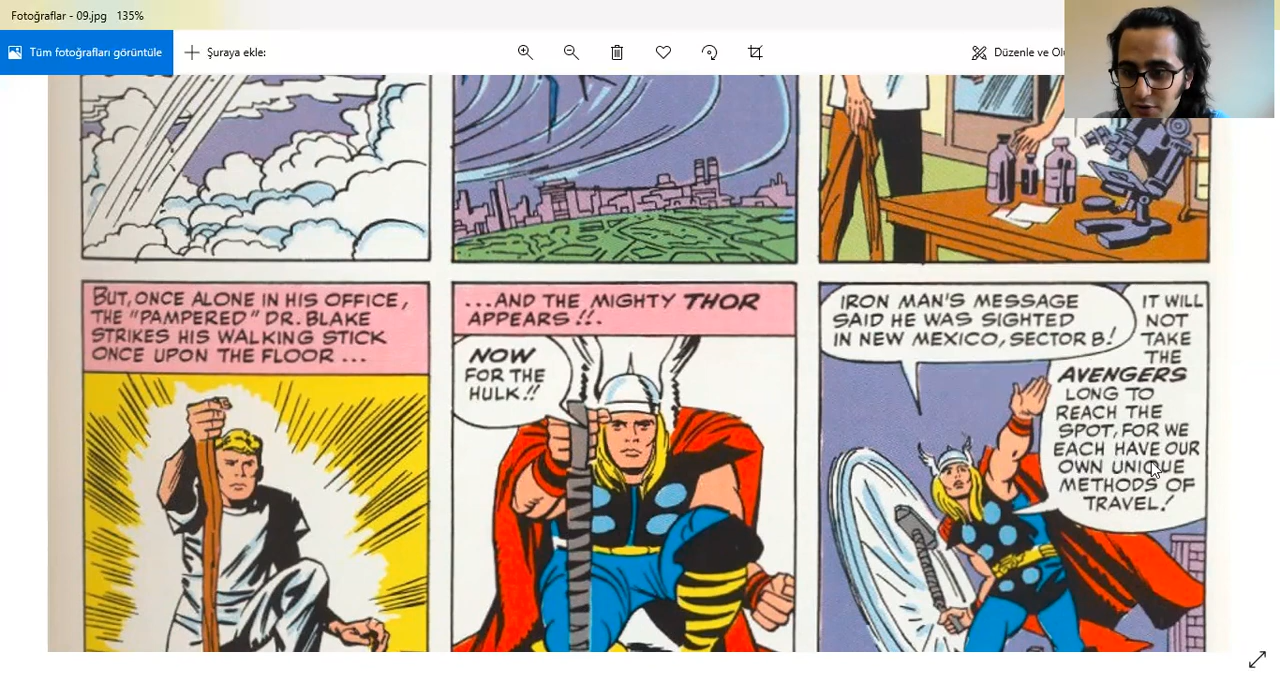 Fotoğraflar - 09.jpg 135%
Tüm fotoğrafları görüntüle
Şuraya ekle:
Düzenle ve Ol
BUT, ONCE ALONE IN HIS OFFICE,
THE "PAMPERED" DR. BLAKE
STRIKES HIS WALKING STICK
ONCE UPON THE FLOOR ...
...AND THE MIGHTY THOR
APPEARS!!.
NOW
FOR THE
HULK!!
IRON MAN'S MESSAGE
SAID HE WAS SIGHTED
IN NEW MEXICO, SECTOR B!
IT WILL
NOT
TAKE
THE
AVENGERS
LONG TO
REACH THE
SPOT, FOR WE
EACH HAVE OUR
OWN UNIQUE
METHODS OF
TRAVEL!